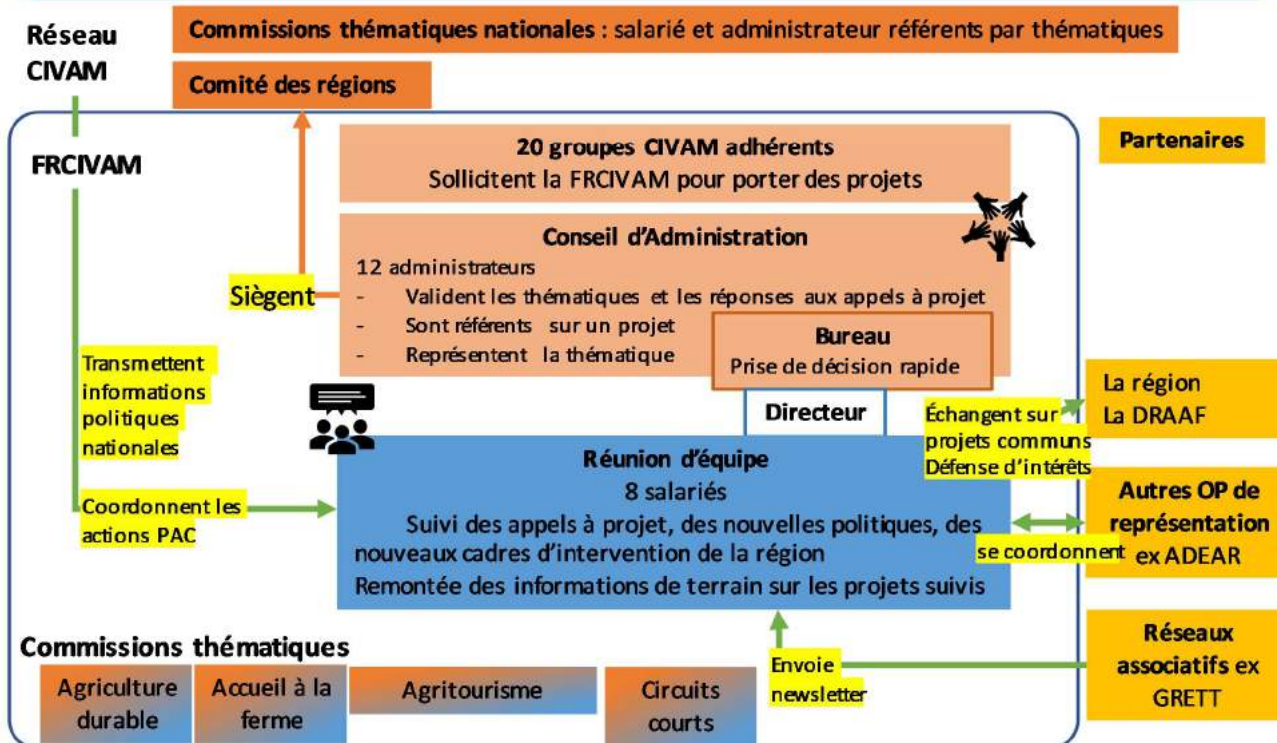 Réseau
CIVAM
Commissions thématiques nationales : salarié et administrateur référents par thématiques
Comité des régions
FRCIVAM
20 groupes CIVAM adhérents
Sollicitent la FRCIVAM pour porter des projets
Partenaires
Conseil d'Administration
12 administrateurs
- Valident les thématiques et les réponses aux appels à projet
- Sont référents sur un projet
- Représentent la thématique
Siègent
Bureau
Prise de décision rapide
Directeur
Transmettent
informations
politiques
nationales
Coordonnent les
actions PAC
Réunion d'équipe
8 salariés
Suivi des appels à projet, des nouvelles politiques, des
nouveaux cadres d'intervention de la région
Remontée des informations de terrain sur les projets suivis
Échangent sur
projets communs
Défense d'intérêts
La région
La DRAAF
se coordonnent
Autres OP de
représentation
ex ADEAR
Envoie
newsletter
Réseaux
associatifs ex
GRETT
Commissions thématiques
Agriculture
durable
Accueil à la
ferme
Agritourisme
Circuits
courts